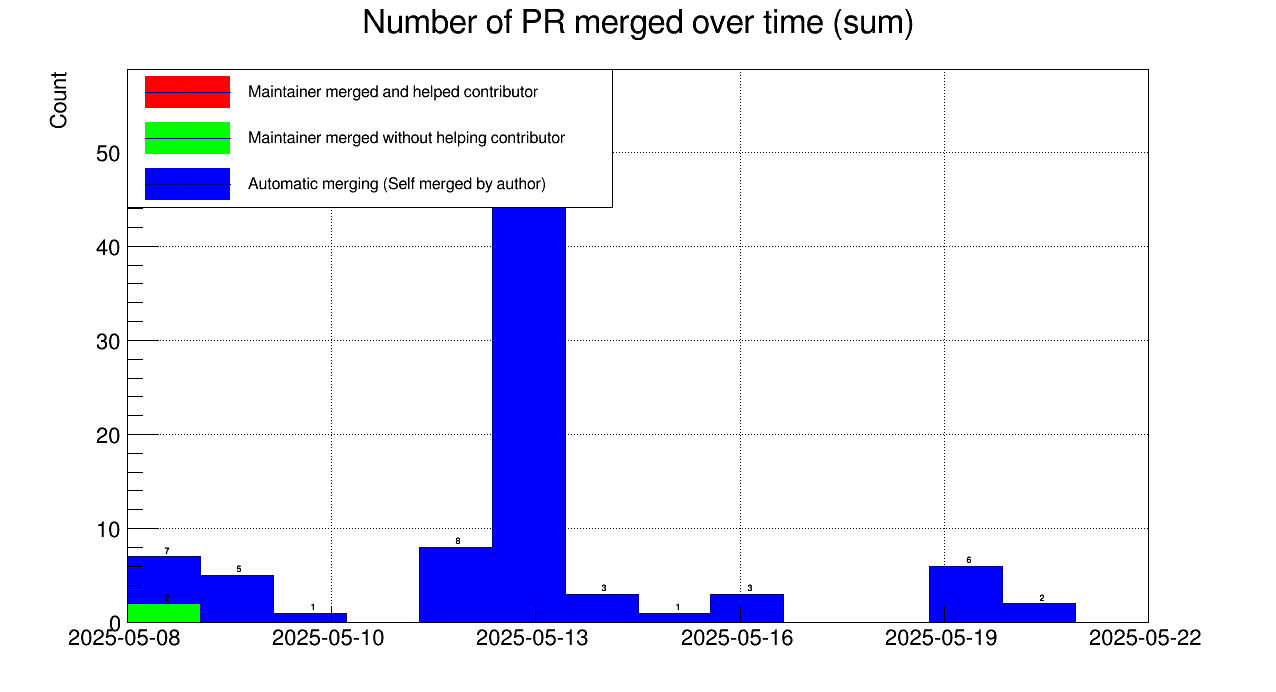 Number of PR merged over time (sum)
Count
Maintainer merged and helped contributor
Maintainer merged without helping contributor
Automatic merging (Self merged by author)
50
40
30
20
10
0
7
2
5
1
8
3
1
3
6
2
2025-05-08 2025-05-10 2025-05-13 2025-05-16 2025-05-19 2025-05-22